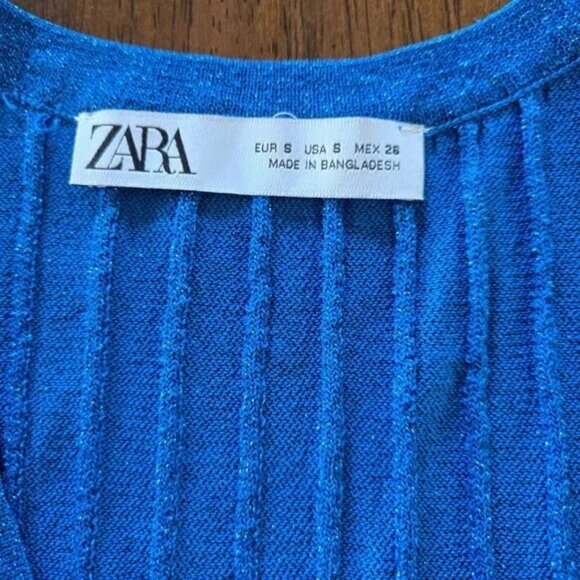 ZARA
EUR S USA S MEX 26
MADE IN BANGLADESH